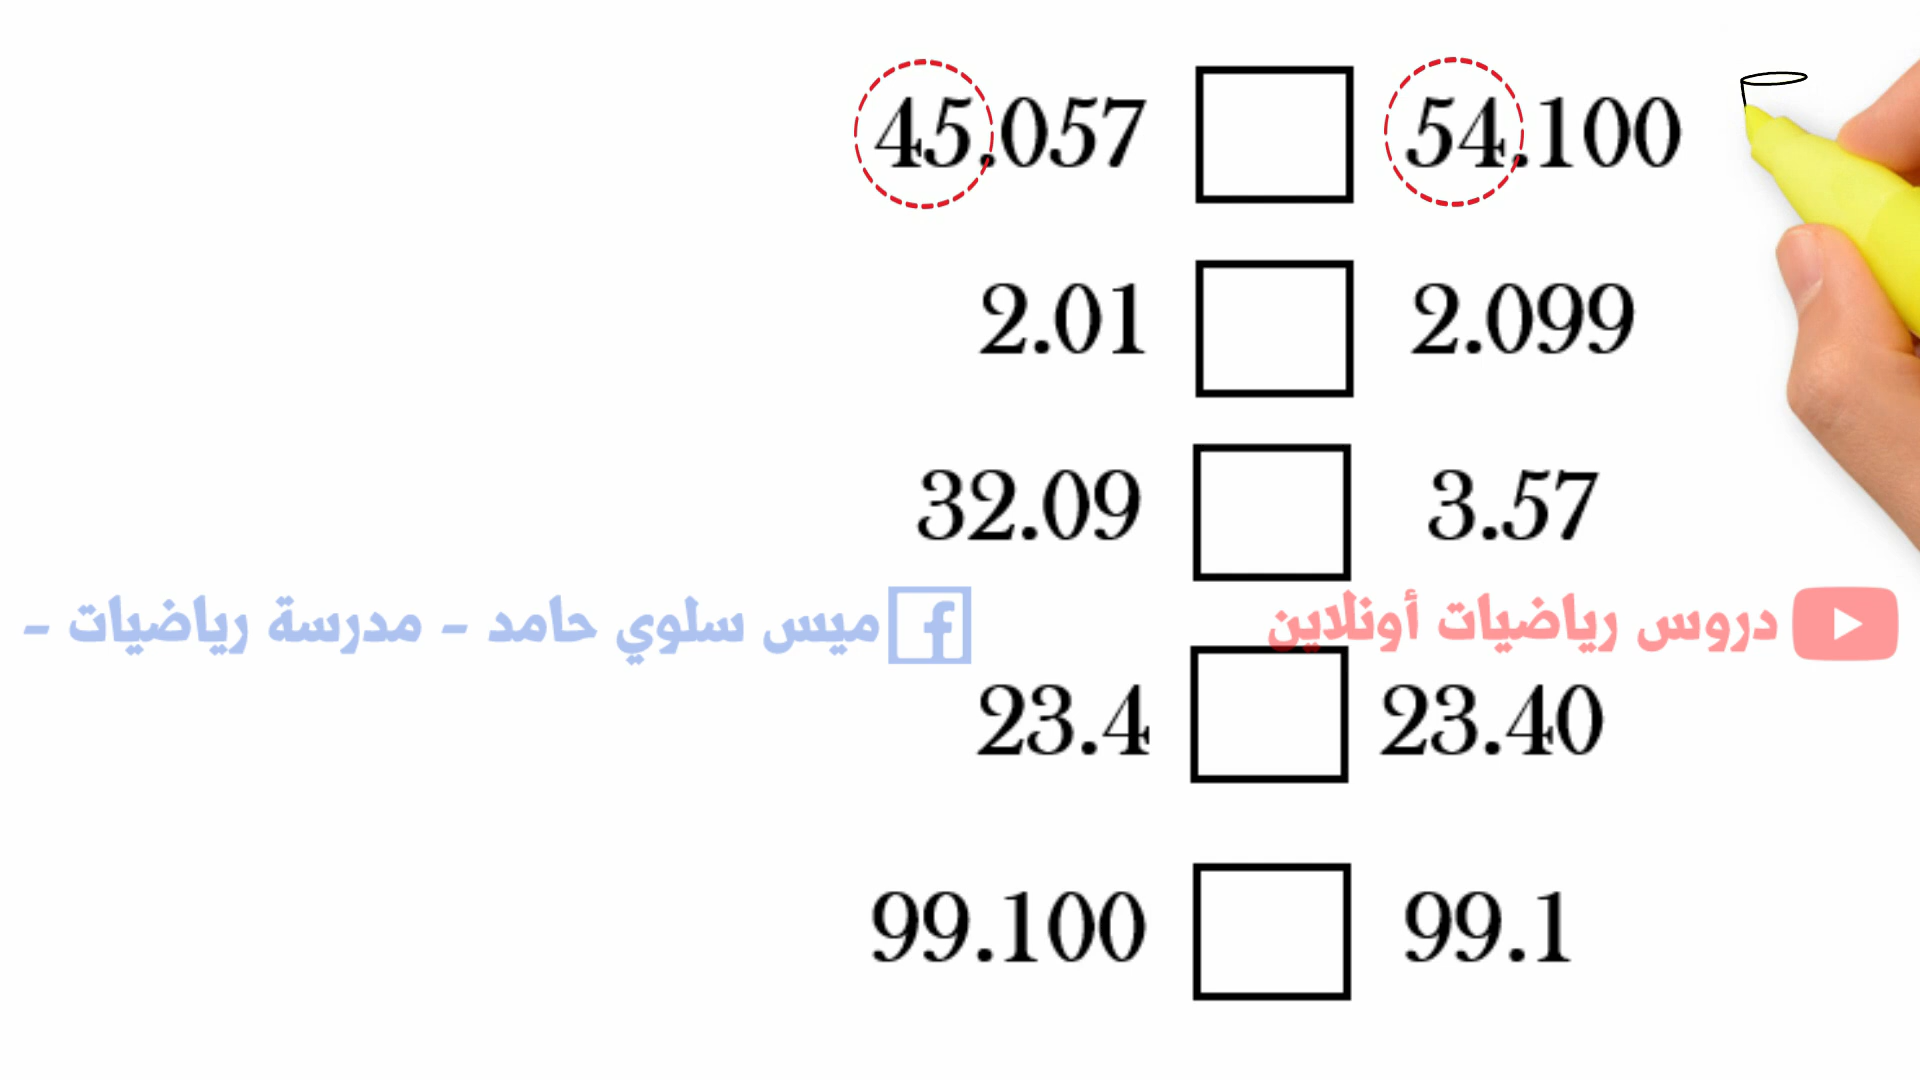 45.057 54.100
2.01 2.099
32.09 3.57
دروس رياضيات أونلاين
ميس سلوي حامد - مدرسة رياضيات -
23.4 23.40
99.100 99.1